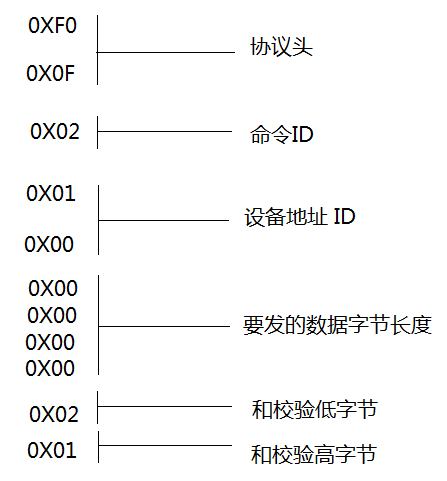 0XF0
协议头
0X0F
0X02
命令ID
0X01
设备地址 ID
0X00
0X00
0X00
要发的数据字节长度
0X00
0X00
0X02
和校验低字节
0X01
和校验高字节